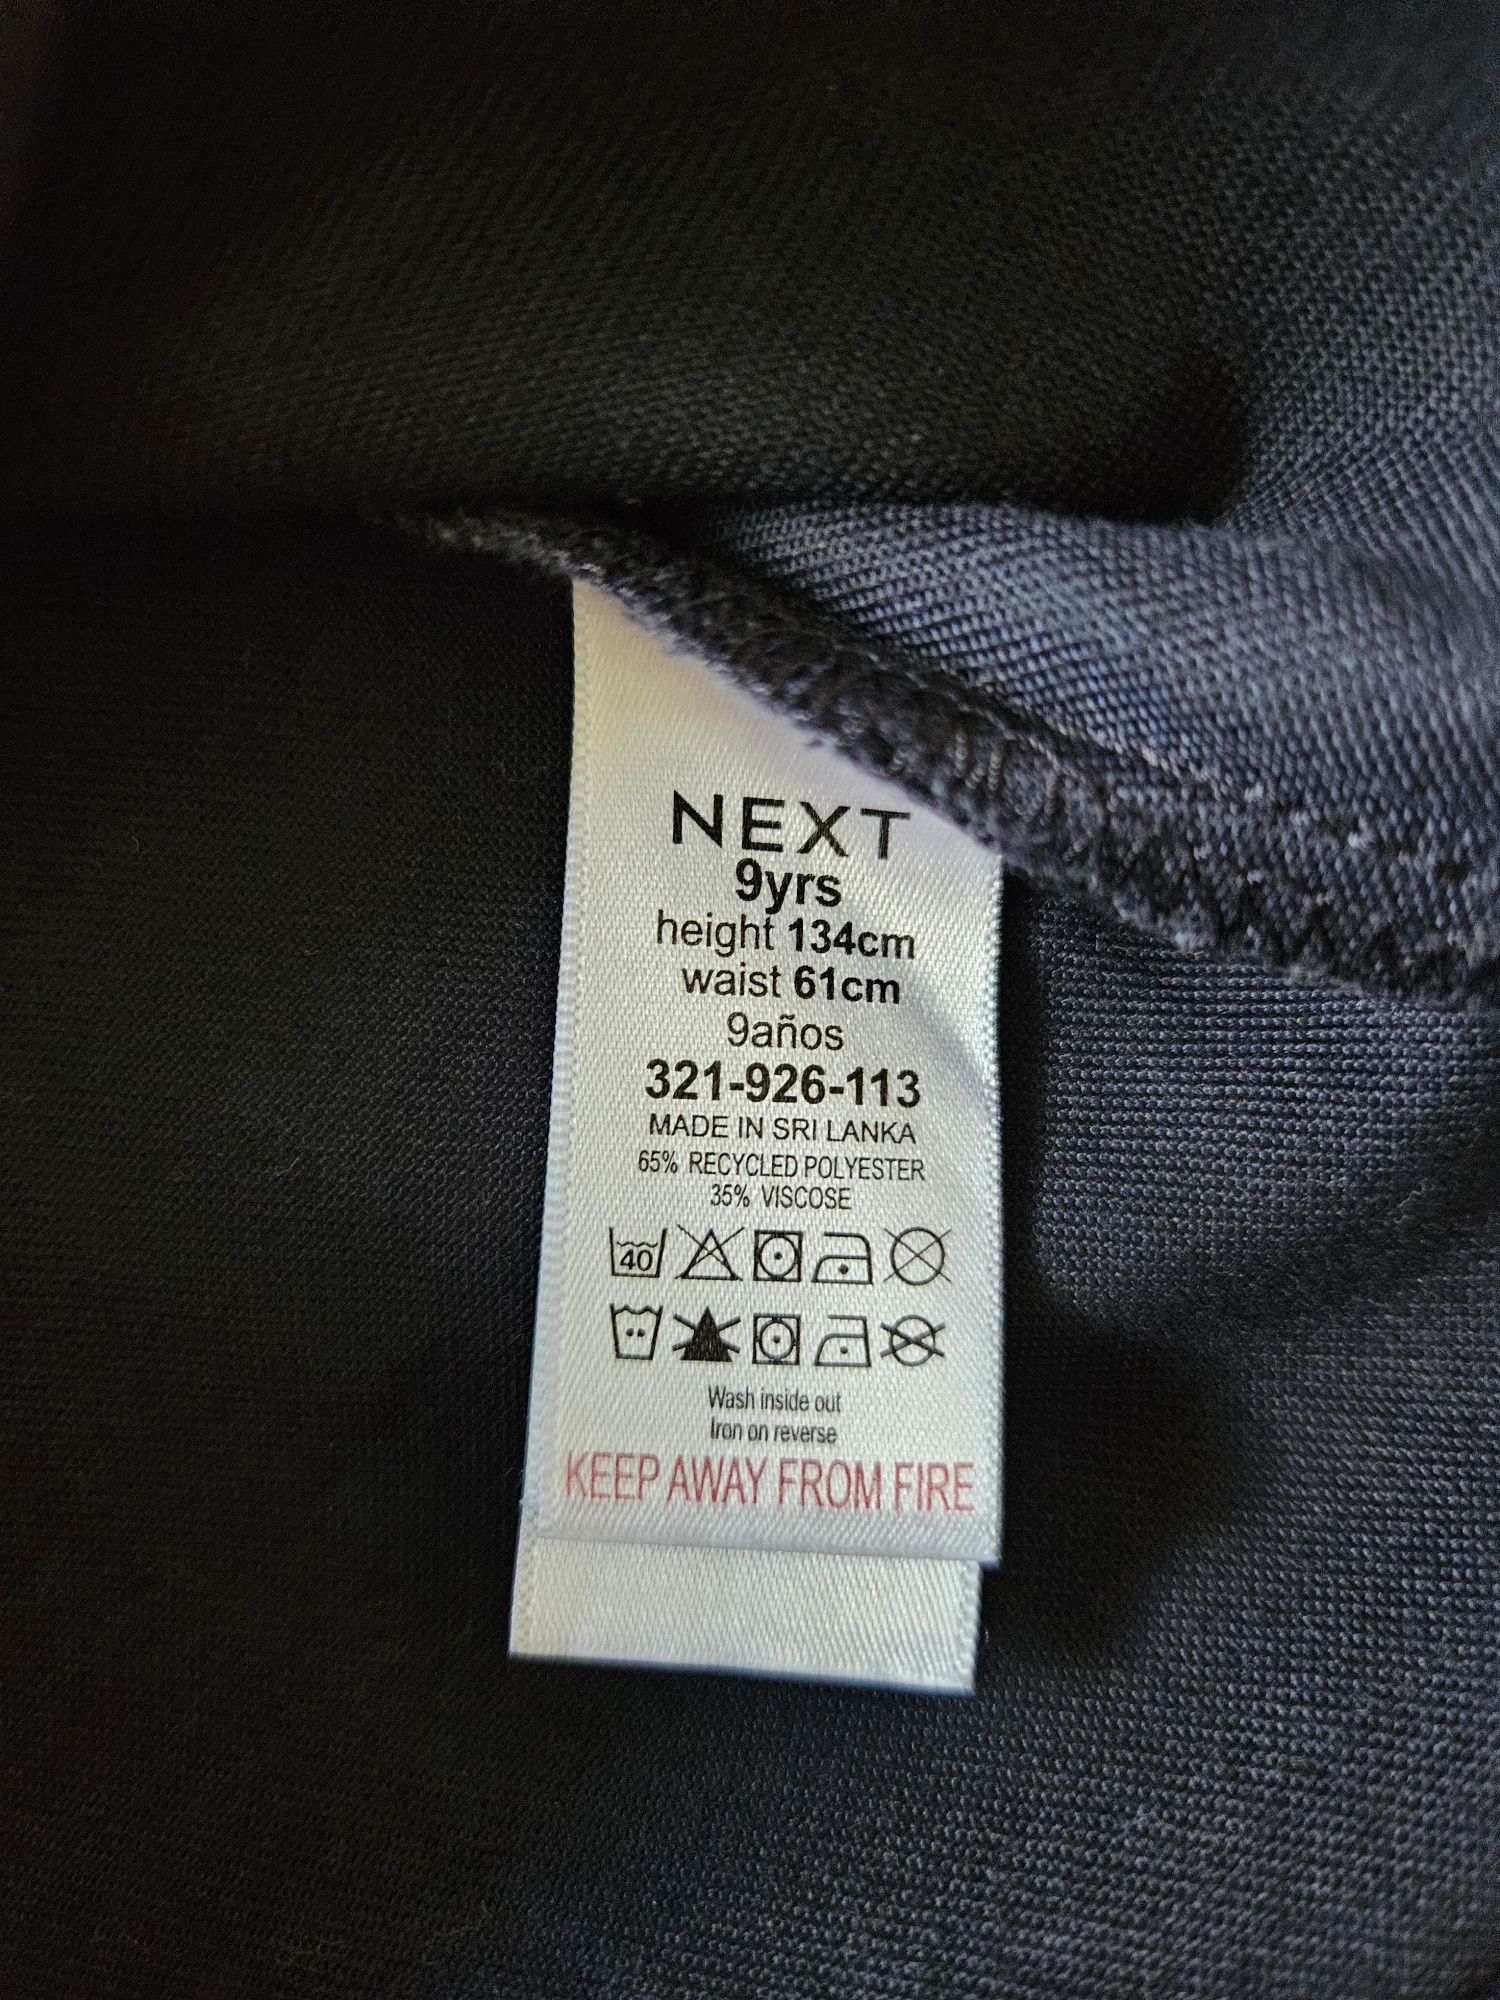 NEXT
9yrs
height 134cm
waist 61cm
9años
321-926-113
MADE IN SRI LANKA
65% RECYCLED POLYESTER
35% VISCOSE
40
Wash inside out
Iron on reverse
KEEP AWAY FROM FIRE